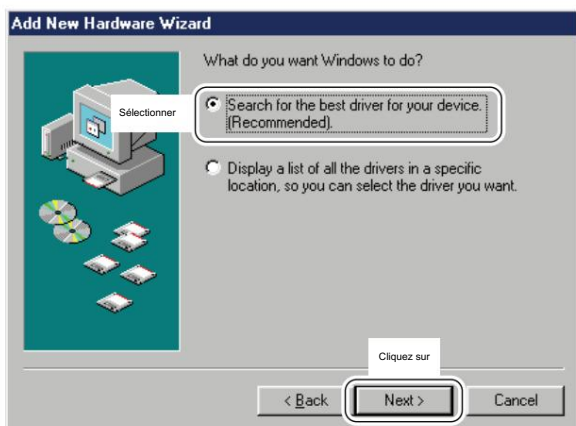 Add New Hardware Wizard
What do you want Windows to do?
Sélectionner
Search for the best driver for your device.
(Recommended).
Display a list of all the drivers in a specific
location, so you can select the driver you want.
Cliquez sur
< Back
Next >
Cancel